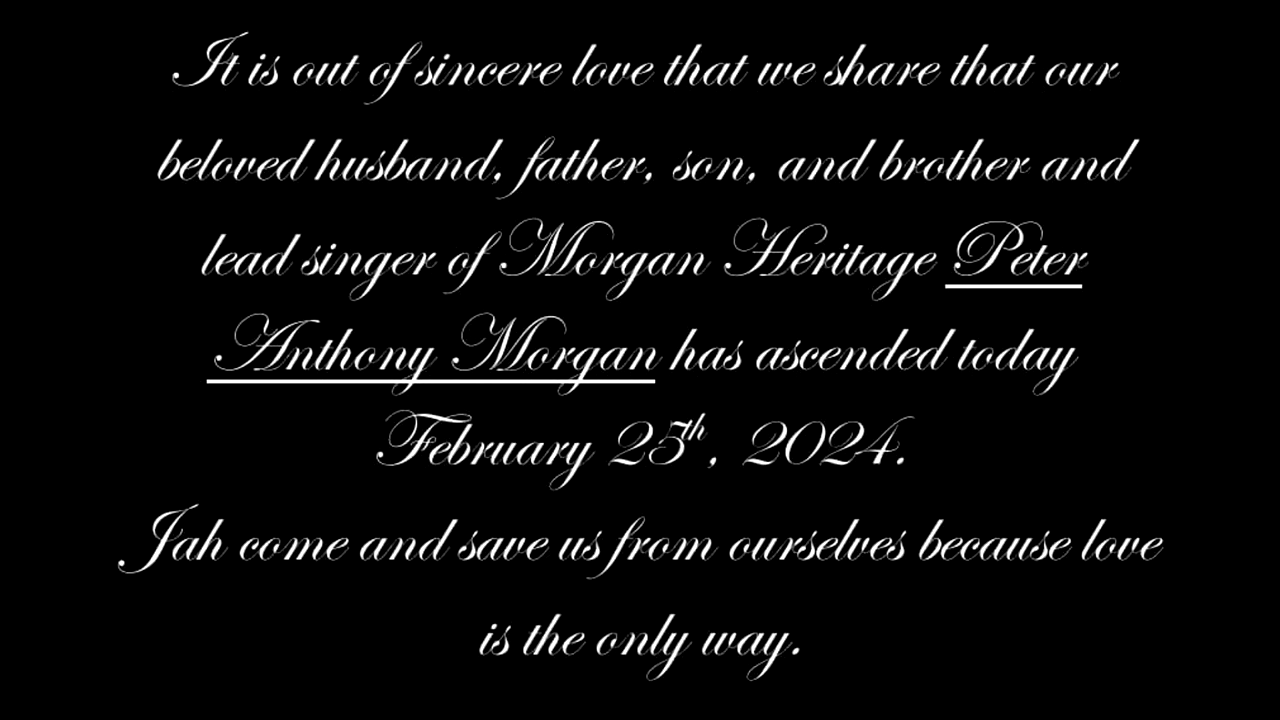 It is out of sincere love that we share that our
beloved husband, father, son, and brother and
lead singer of Morgan Heritage Peter
Anthony Morgan has ascended today
February 25th, 2024.
Jah come and save us from ourselves because love
is the only way.